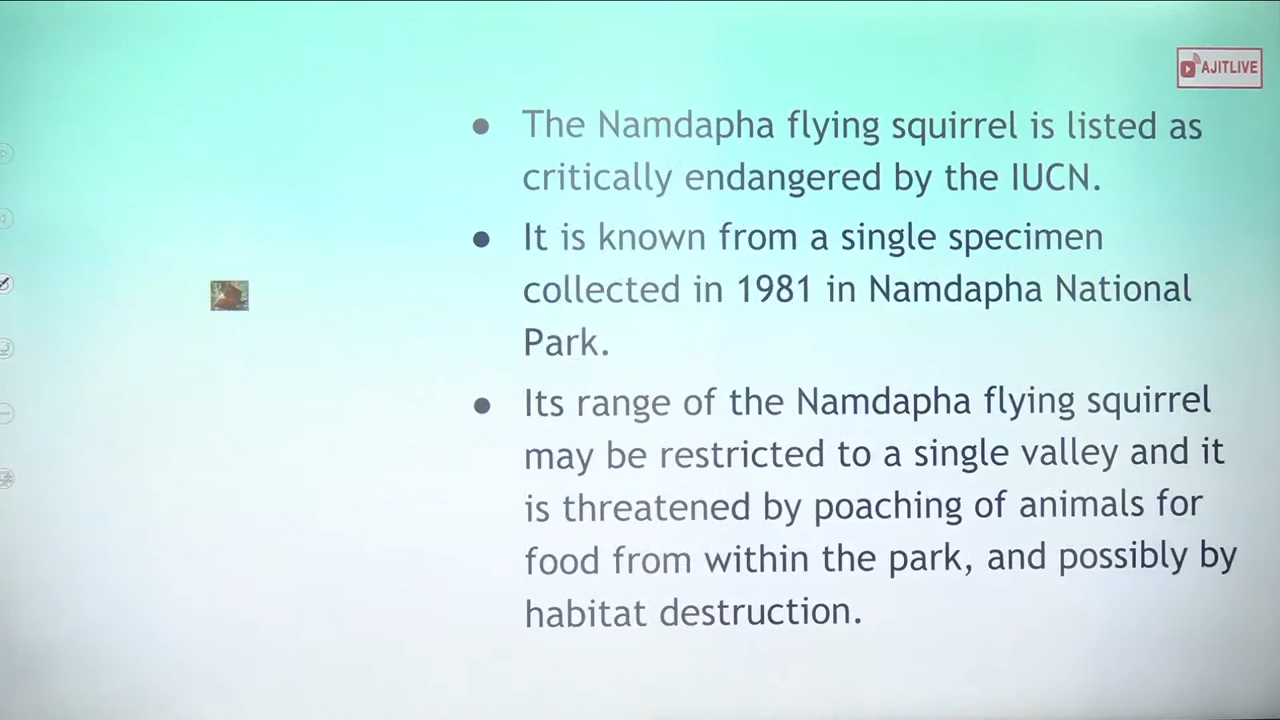 AJITLIVE
● The Namdapha flying squirrel is listed as
critically endangered by the IUCN.
● It is known from a single specimen
collected in 1981 in Namdapha National
Park.
● Its range of the Namdapha flying squirrel
may be restricted to a single valley and it
is threatened by poaching of animals for
food from within the park, and possibly by
habitat destruction.